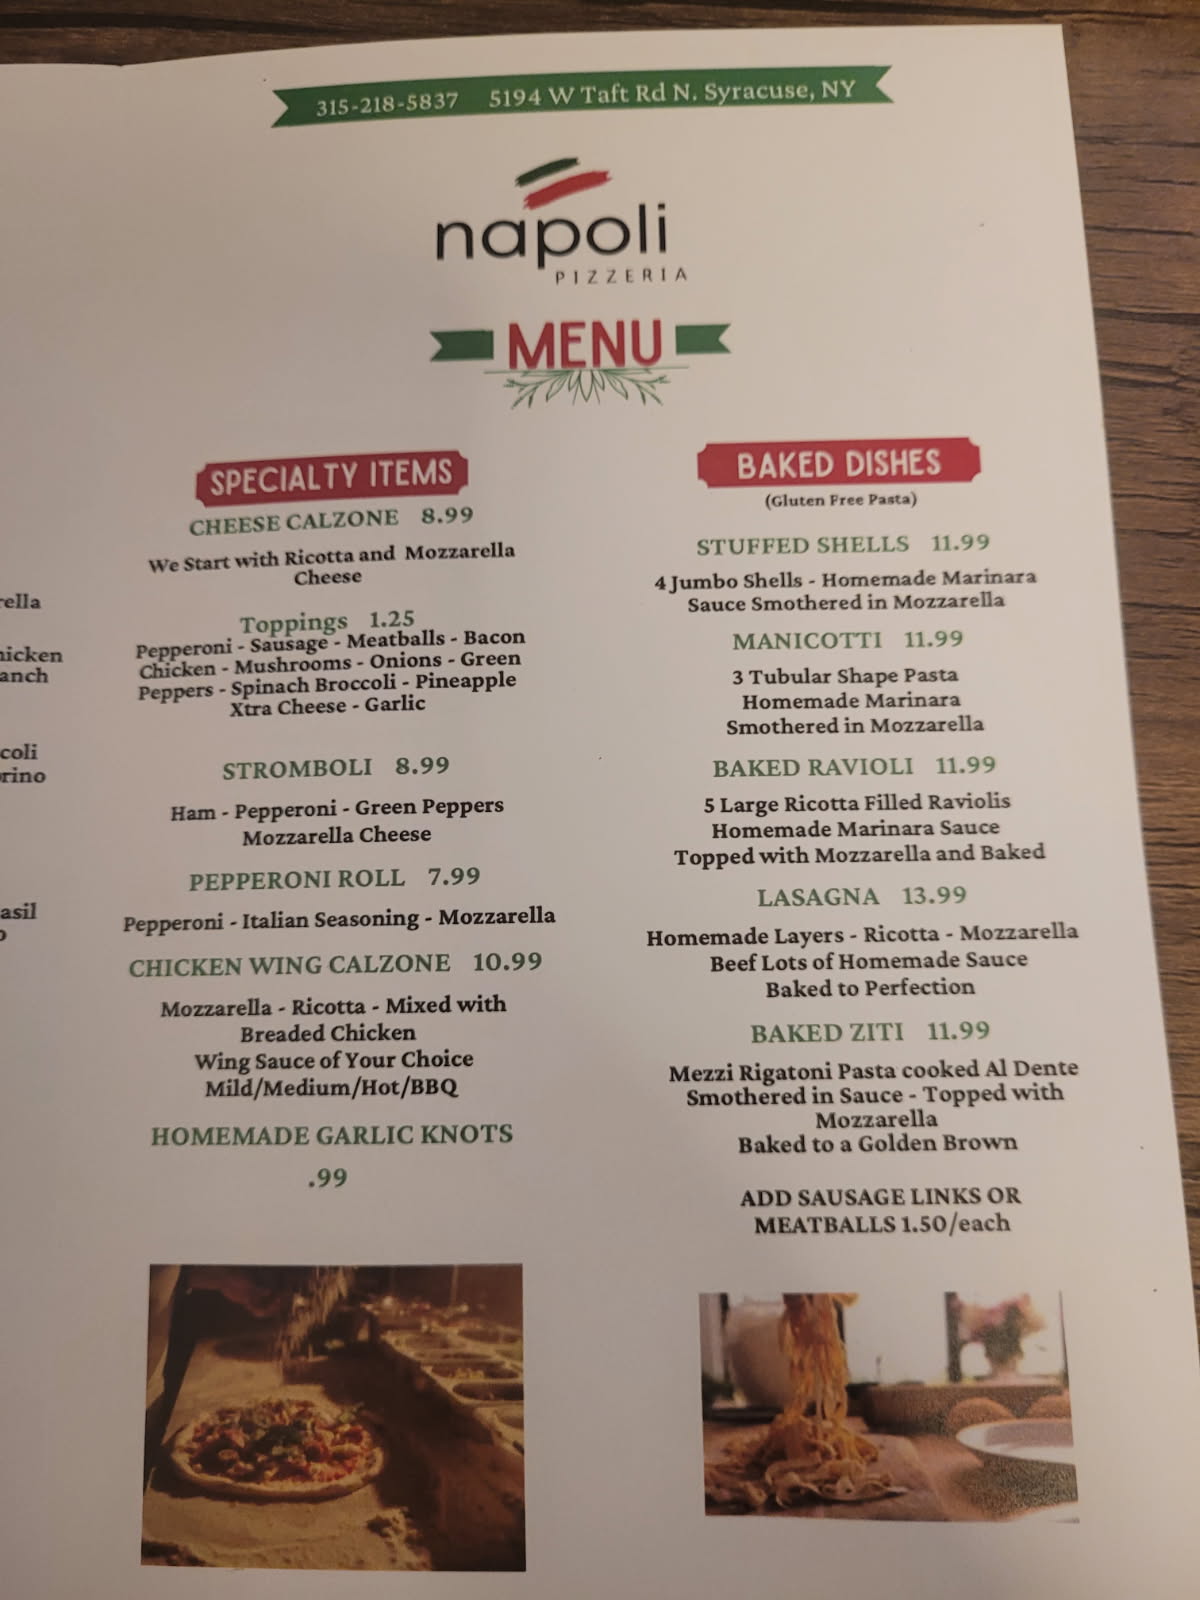 315-218-5837 5194 W Taft Rd N. Syracuse, NY
napoli
PIZZERIA
MENU
rella
hicken
anch
coli
rino
asil
o
SPECIALTY ITEMS
CHEESE CALZONE 8.99
We Start with Ricotta and Mozzarella
Cheese
Toppings 1.25
Pepperoni - Sausage - Meatballs - Bacon
Chicken - Mushrooms - Onions - Green
Peppers - Spinach Broccoli - Pineapple
Xtra Cheese - Garlic
STROMBOLI 8.99
Ham - Pepperoni - Green Peppers
Mozzarella Cheese
PEPPERONI ROLL 7.99
Pepperoni - Italian Seasoning - Mozzarella
CHICKEN WING CALZONE 10.99
Mozzarella - Ricotta - Mixed with
Breaded Chicken
Wing Sauce of Your Choice
Mild/Medium/Hot/BBQ
HOMEMADE GARLIC KNOTS
.99
BAKED DISHES
(Gluten Free Pasta)
STUFFED SHELLS 11.99
4 Jumbo Shells - Homemade Marinara
Sauce Smothered in Mozzarella
MANICOTTI 11.99
3 Tubular Shape Pasta
Homemade Marinara
Smothered in Mozzarella
BAKED RAVIOLI 11.99
5 Large Ricotta Filled Raviolis
Homemade Marinara Sauce
Topped with Mozzarella and Baked
LASAGNA 13.99
Homemade Layers - Ricotta - Mozzarella
Beef Lots of Homemade Sauce
Baked to Perfection
BAKED ZITI 11.99
Mezzi Rigatoni Pasta cooked Al Dente
Smothered in Sauce - Topped with
Mozzarella
Baked to a Golden Brown
ADD SAUSAGE LINKS OR
MEATBALLS 1.50/each